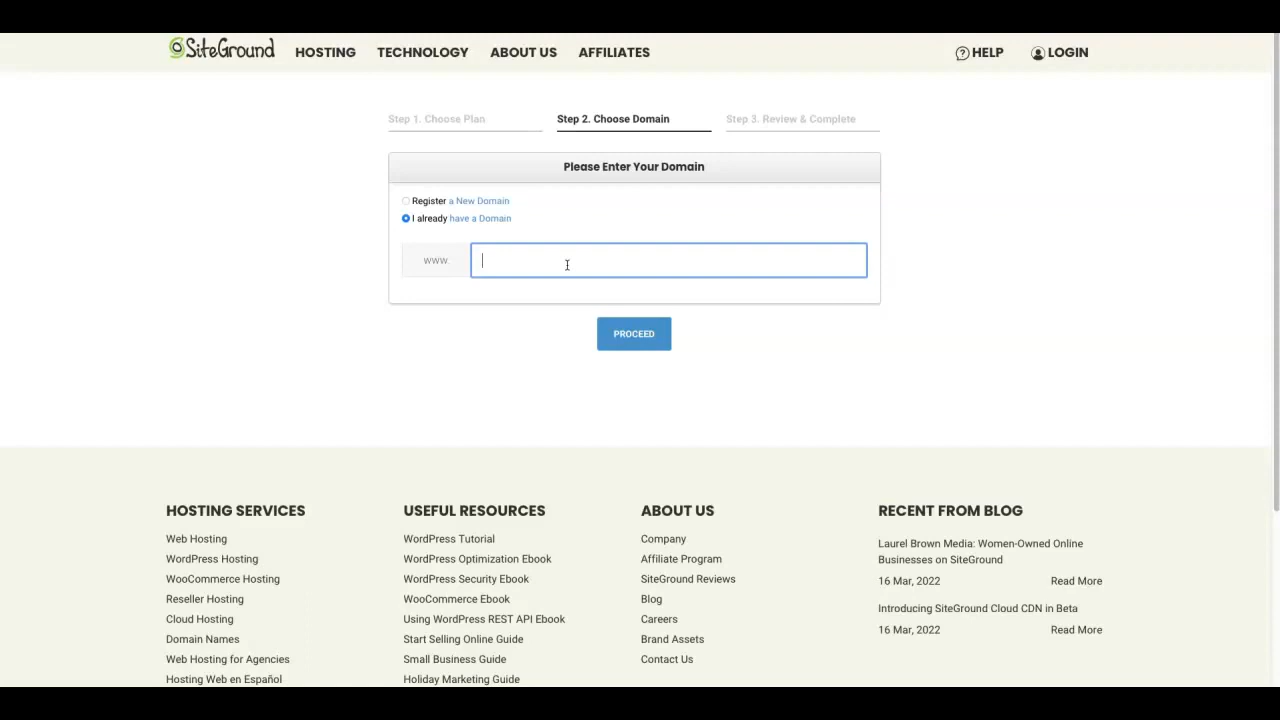 SiteGround HOSTING TECHNOLOGY ABOUT US AFFILIATES HELP LOGIN
Step 1. Choose Plan Step 2. Choose Domain Step 3. Review & Complete
Please Enter Your Domain
Register a New Domain
I already have a Domain
www.
PROCEED
HOSTING SERVICES
Web Hosting
WordPress Hosting
WooCommerce Hosting
Reseller Hosting
Cloud Hosting
Domain Names
Web Hosting for Agencies
Hosting Web en Español
USEFUL RESOURCES
WordPress Tutorial
WordPress Optimization Ebook
WordPress Security Ebook
WooCommerce Ebook
Using WordPress REST API Ebook
Start Selling Online Guide
Small Business Guide
Holiday Marketing Guide
ABOUT US
Company
Affiliate Program
SiteGround Reviews
Blog
Careers
Brand Assets
Contact Us
RECENT FROM BLOG
Laurel Brown Media: Women-Owned Online
Businesses on SiteGround
16 Mar, 2022 Read More
Introducing SiteGround Cloud CDN in Beta
16 Mar, 2022 Read More